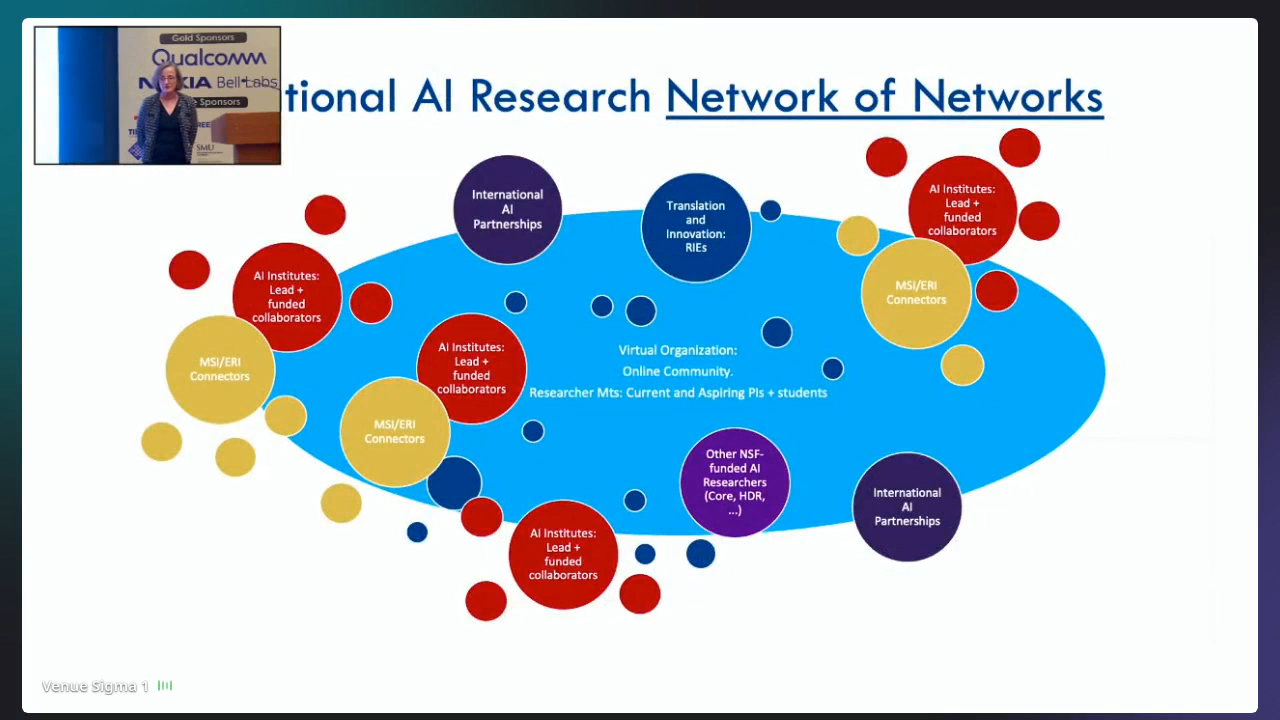 Gold Sponsors
Qualcomm
NOKIA Bell Labs
Sponsors
SMU
tional AI Research Network of Networks
International
AI
Partnerships
Translation
and
Innovation:
RIEs
AI Institutes:
Lead +
funded
collaborators
MSI/ERI
Connectors
AI Institutes:
Lead +
funded
collaborators
MSI/ERI
Connectors
AI Institutes:
Lead +
funded
collaborators
MSI/ERI
Connectors
Virtual Organization:
Online Community.
Researcher Mts: Current and Aspiring PIs + students
Other NSF-
funded AI
Researchers
(Core, HDR,
...)
International
AI
Partnerships
AI Institutes:
Lead +
funded
collaborators
Venue Sigma 1